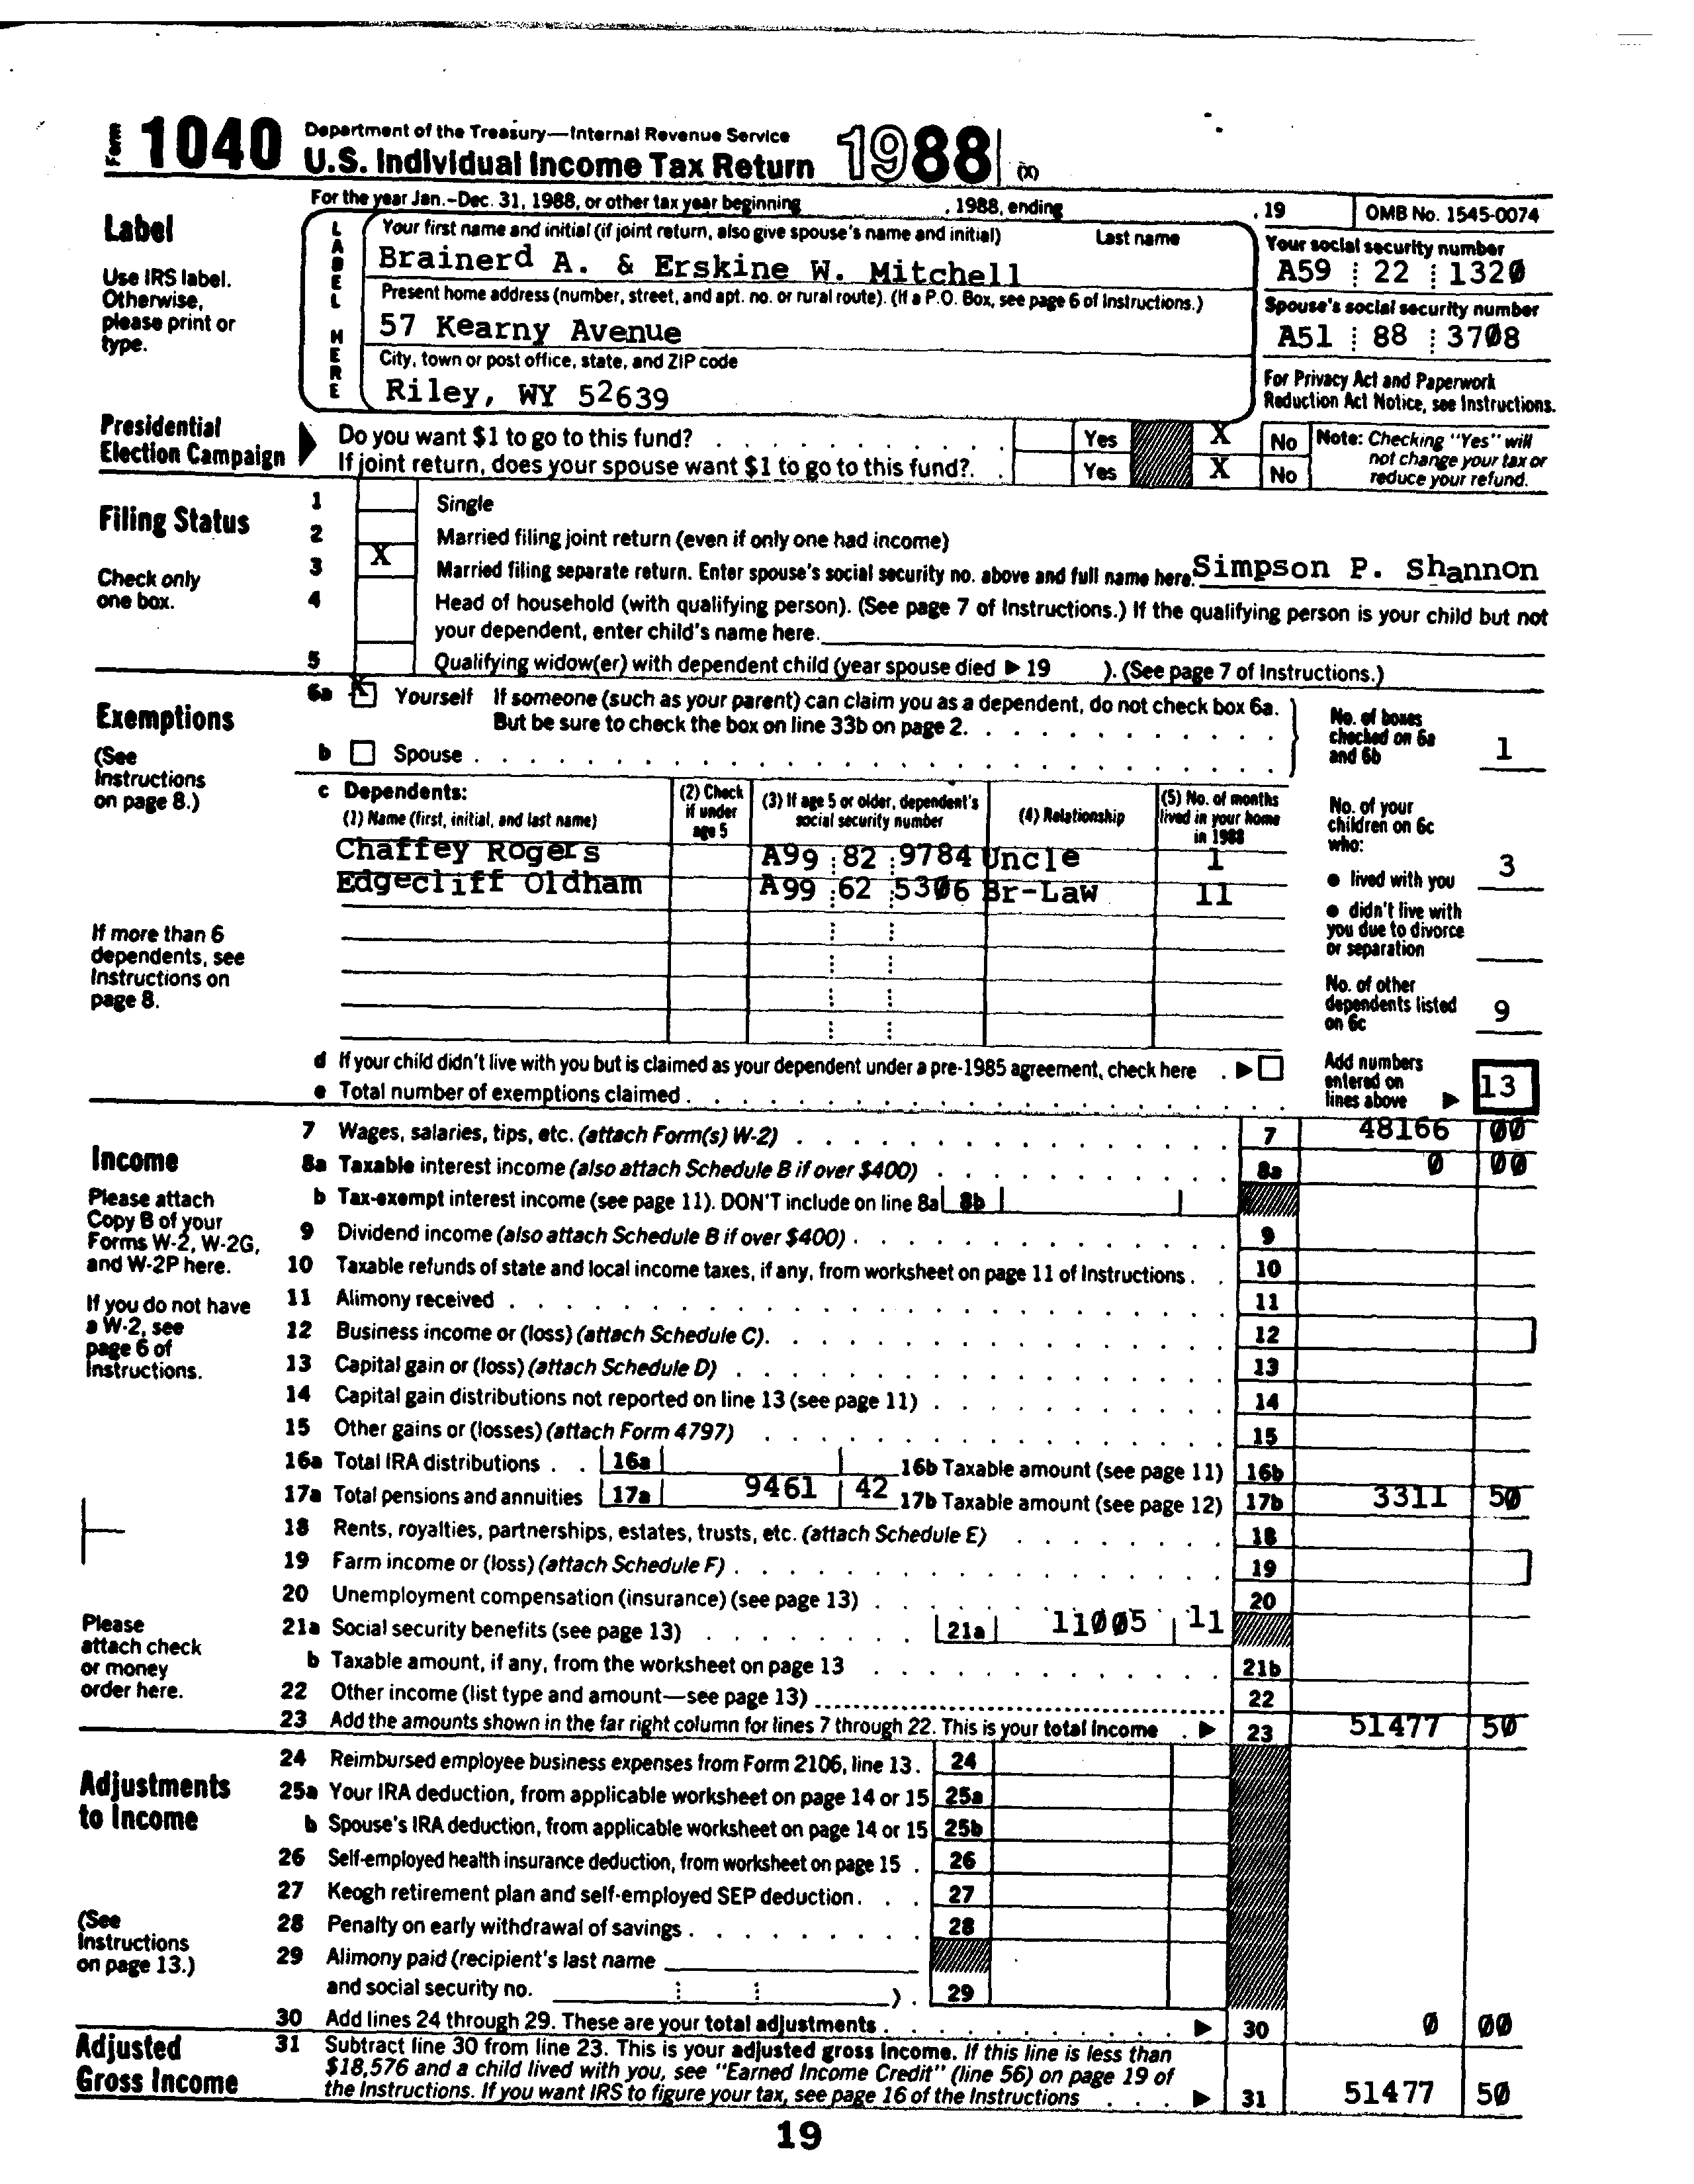 Form 1040 Department of the Treasury—Internal Revenue Service
U.S. Individual Income Tax Return 1988 (X)
For the year Jan.-Dec. 31, 1988, or other tax year beginning , 1988, ending , 19 OMB No. 1545-0074
Label
Use IRS label.
Otherwise,
please print or
type.
LABEL HERE
Your first name and initial (if joint return, also give spouse's name and initial) Last name
Brainerd A. & Erskine W. Mitchell
Present home address (number, street, and apt. no. or rural route). (If a P.O. Box, see page 6 of Instructions.)
57 Kearny Avenue
City, town or post office, state, and ZIP code
Riley, WY 52639
Your social security number
A59 22 1320
Spouse's social security number
A51 88 3708
For Privacy Act and Paperwork
Reduction Act Notice, see Instructions.
Presidential
Election Campaign
Do you want $1 to go to this fund? Yes X No
If joint return, does your spouse want $1 to go to this fund?. Yes X No
Note: Checking "Yes" will
not change your tax or
reduce your refund.
Filing Status
Check only
one box.
1 Single
2 Married filing joint return (even if only one had income)
3 X Married filing separate return. Enter spouse's social security no. above and full name here. Simpson P. Shannon
4 Head of household (with qualifying person). (See page 7 of Instructions.) If the qualifying person is your child but not
your dependent, enter child's name here.
5 Qualifying widow(er) with dependent child (year spouse died ▶ 19 ). (See page 7 of Instructions.)
Exemptions
(See
Instructions
on page 8.)
6a X Yourself If someone (such as your parent) can claim you as a dependent, do not check box 6a.
But be sure to check the box on line 33b on page 2.
b Spouse
No. of boxes
checked on 6a
and 6b 1
c Dependents:
(1) Name (first, initial, and last name)
(2) Check
if under
age 5
(3) If age 5 or older, dependent's
social security number
(4) Relationship
(5) No. of months
lived in your home
in 1988
Chaffey Rogers A99 82 9784 Uncle 1
Edgecliff Oldham A99 62 5306 Br-Law 11
If more than 6
dependents, see
Instructions on
page 8.
No. of your
children on 6c
who:
● lived with you 3
● didn't live with
you due to divorce
or separation
No. of other
dependents listed
on 6c 9
d If your child didn't live with you but is claimed as your dependent under a pre-1985 agreement, check here . ▶
e Total number of exemptions claimed
Add numbers
entered on
lines above ▶ 13
Income
Please attach
Copy B of your
Forms W-2, W-2G,
and W-2P here.
If you do not have
a W-2, see
page 6 of
Instructions.
Please
attach check
or money
order here.
7 Wages, salaries, tips, etc. (attach Form(s) W-2) 7 48166 00
8a Taxable interest income (also attach Schedule B if over $400) 8a 0 00
b Tax-exempt interest income (see page 11). DON'T include on line 8a 8b
9 Dividend income (also attach Schedule B if over $400) 9
10 Taxable refunds of state and local income taxes, if any, from worksheet on page 11 of Instructions 10
11 Alimony received 11
12 Business income or (loss) (attach Schedule C). 12
13 Capital gain or (loss) (attach Schedule D) 13
14 Capital gain distributions not reported on line 13 (see page 11) 14
15 Other gains or (losses) (attach Form 4797) 15
16a Total IRA distributions 16a 16b Taxable amount (see page 11) 16b
17a Total pensions and annuities 17a 9461 42 17b Taxable amount (see page 12) 17b 3311 50
18 Rents, royalties, partnerships, estates, trusts, etc. (attach Schedule E) 18
19 Farm income or (loss) (attach Schedule F) 19
20 Unemployment compensation (insurance) (see page 13) 20
21a Social security benefits (see page 13) 21a 11005 11
b Taxable amount, if any, from the worksheet on page 13 21b
22 Other income (list type and amount—see page 13) 22
23 Add the amounts shown in the far right column for lines 7 through 22. This is your total income ▶ 23 51477 50
Adjustments
to Income
(See
Instructions
on page 13.)
24 Reimbursed employee business expenses from Form 2106, line 13. 24
25a Your IRA deduction, from applicable worksheet on page 14 or 15 25a
b Spouse's IRA deduction, from applicable worksheet on page 14 or 15 25b
26 Self-employed health insurance deduction, from worksheet on page 15 26
27 Keogh retirement plan and self-employed SEP deduction 27
28 Penalty on early withdrawal of savings 28
29 Alimony paid (recipient's last name
and social security no. ) . 29
30 Add lines 24 through 29. These are your total adjustments ▶ 30 0 00
Adjusted
Gross Income
31 Subtract line 30 from line 23. This is your adjusted gross income. If this line is less than
$18,576 and a child lived with you, see "Earned Income Credit" (line 56) on page 19 of
the Instructions. If you want IRS to figure your tax, see page 16 of the Instructions ▶ 31 51477 50
19